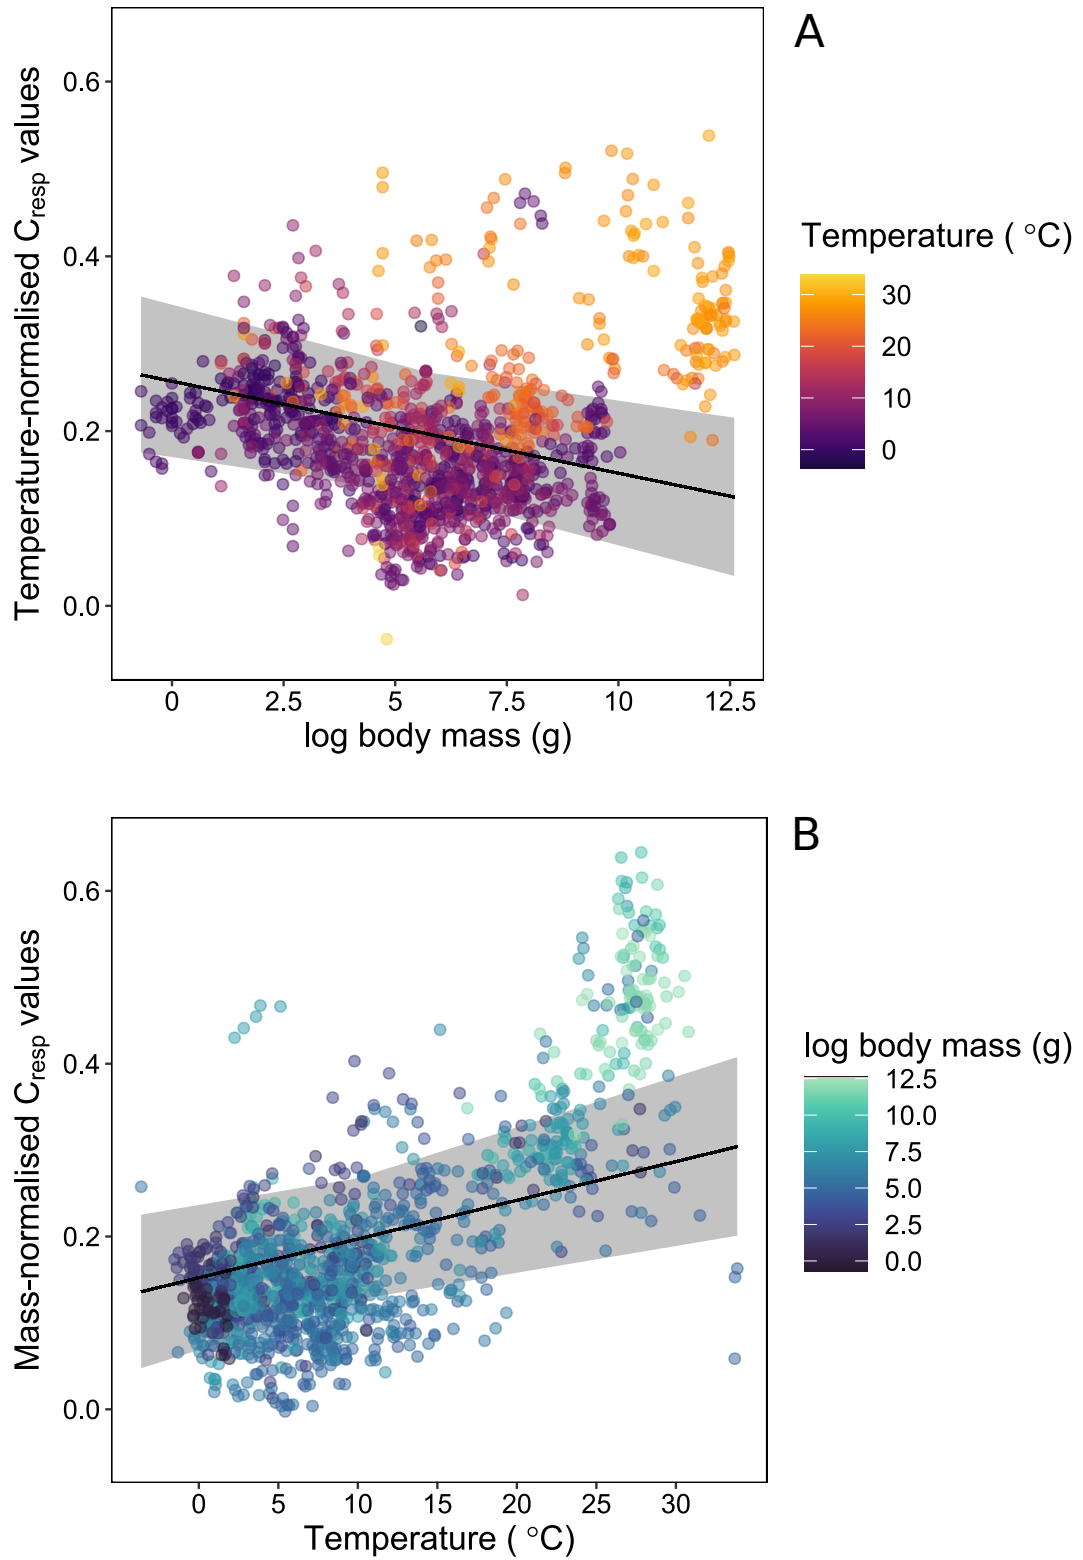 A
Temperature-normalised Cresp values
0.6
0.4
0.2
0.0
0 2.5 5 7.5 10 12.5
log body mass (g)
Temperature ( °C)
30
20
10
0
B
Mass-normalised Cresp values
0.6
0.4
0.2
0.0
0 5 10 15 20 25 30
Temperature ( °C)
log body mass (g)
12.5
10.0
7.5
5.0
2.5
0.0